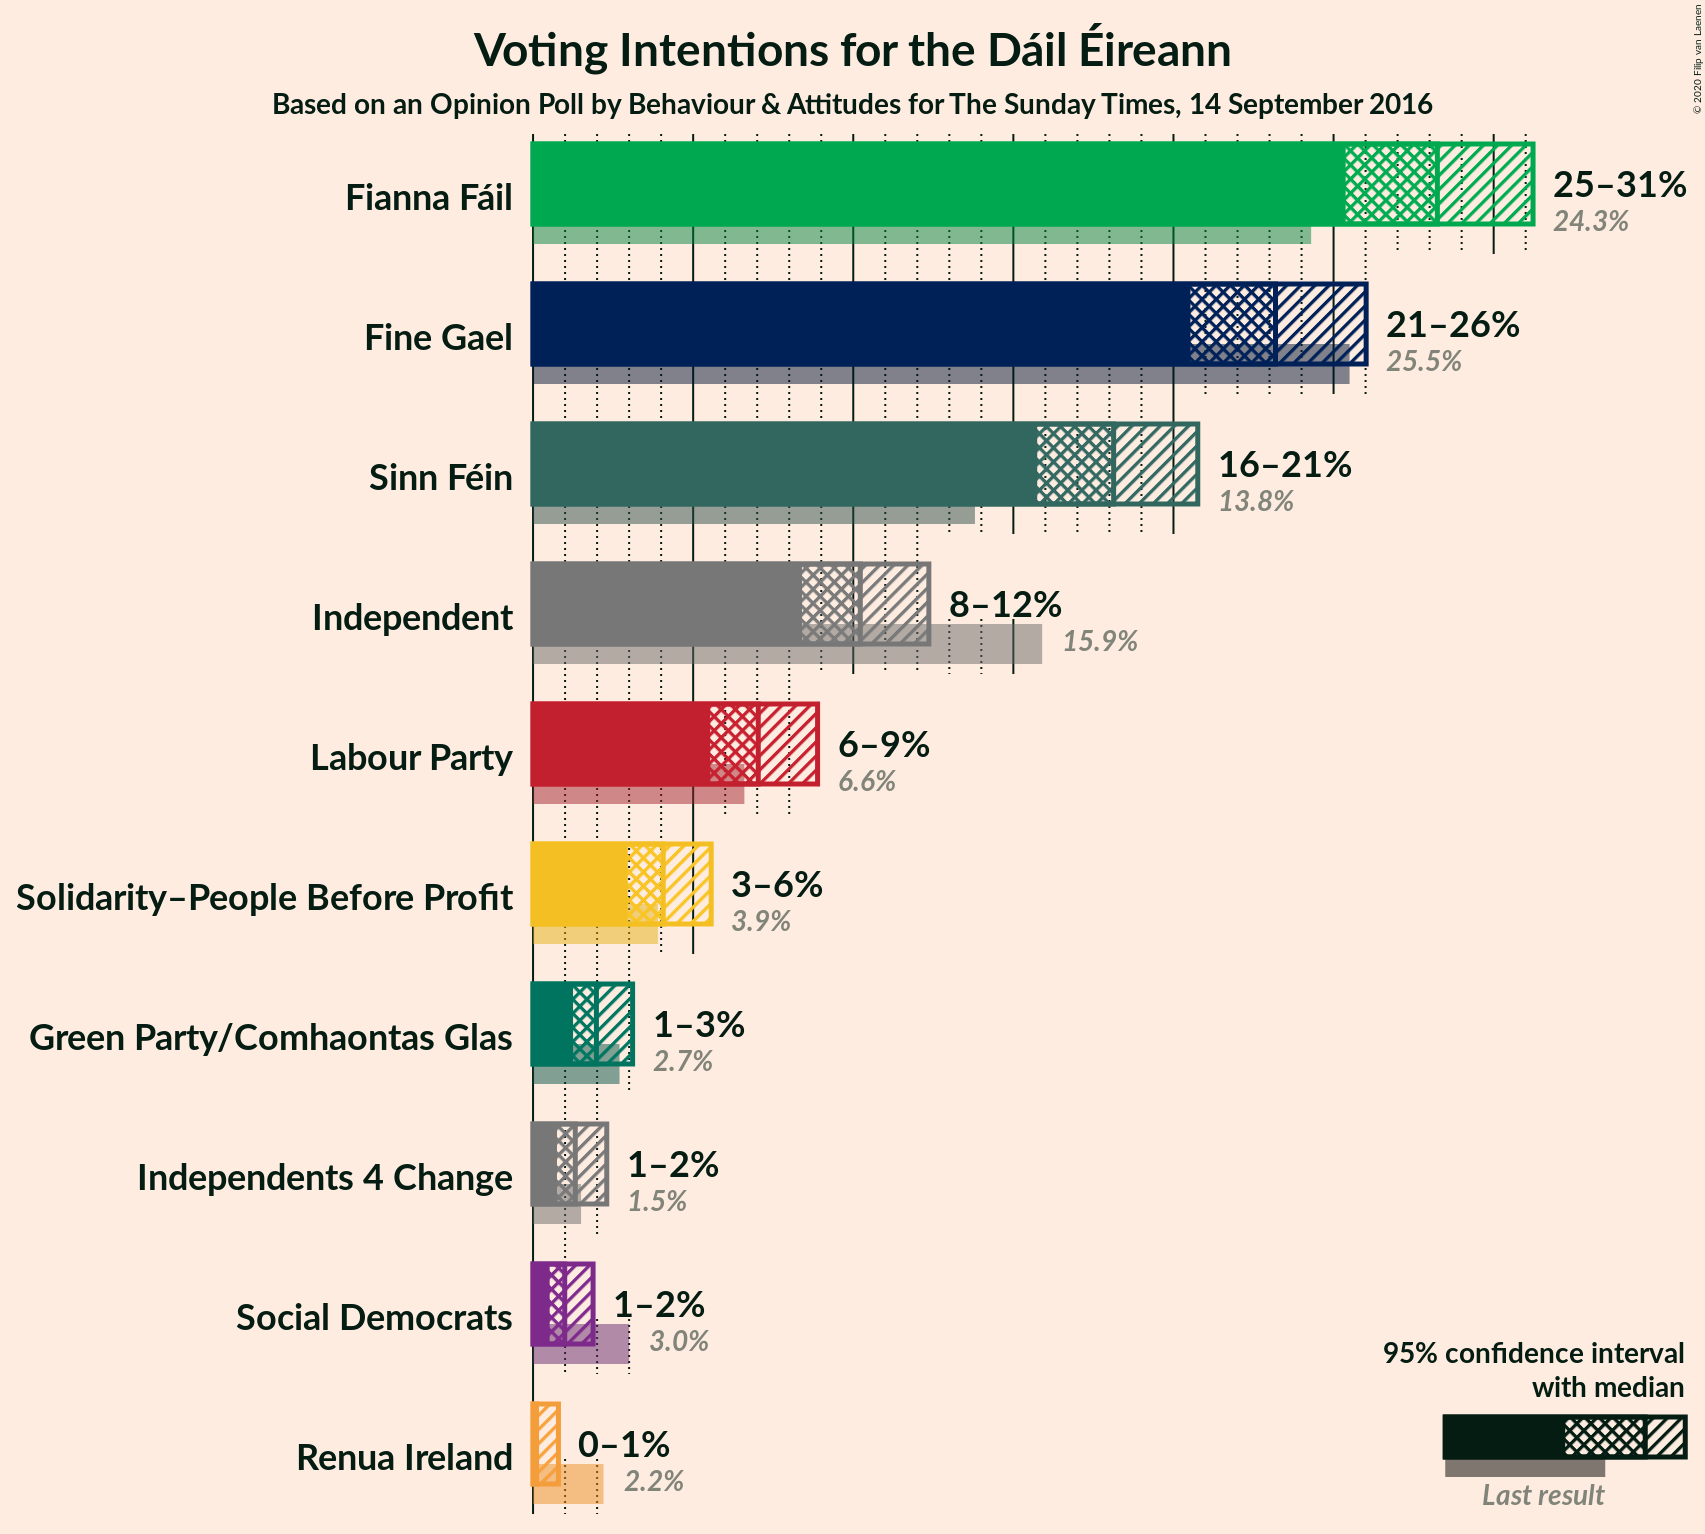 Voting Intentions for the Dáil Éireann
Based on an Opinion Poll by Behaviour & Attitudes for The Sunday Times, 14 September 2016
© 2020 Filip van Laenen
Fianna Fáil
25–31%
24.3%
Fine Gael
21–26%
25.5%
Sinn Féin
16–21%
13.8%
Independent
8–12%
15.9%
Labour Party
6–9%
6.6%
Solidarity–People Before Profit
3–6%
3.9%
Green Party/Comhaontas Glas
1–3%
2.7%
Independents 4 Change
1–2%
1.5%
Social Democrats
1–2%
3.0%
Renua Ireland
0–1%
2.2%
95% confidence interval
with median
Last result